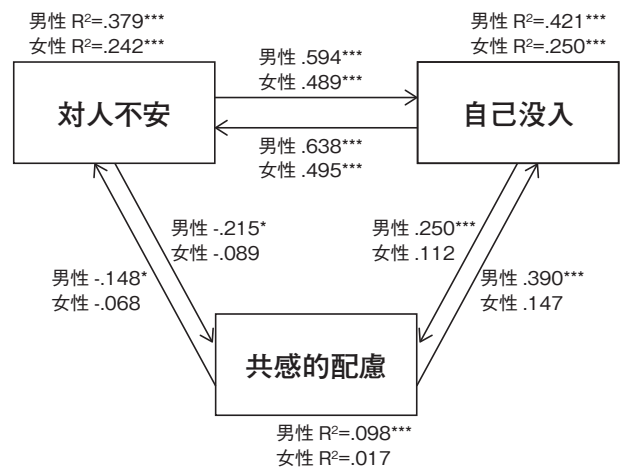 男性 R²=.379***
女性 R²=.242***
男性 R²=.421***
女性 R²=.250***
男性 .594***
女性 .489***
対人不安
自己没入
男性 .638***
女性 .495***
男性 -.215*
女性 -.089
男性 .250***
女性 .112
男性 -.148*
女性 -.068
男性 .390***
女性 .147
共感的配慮
男性 R²=.098***
女性 R²=.017